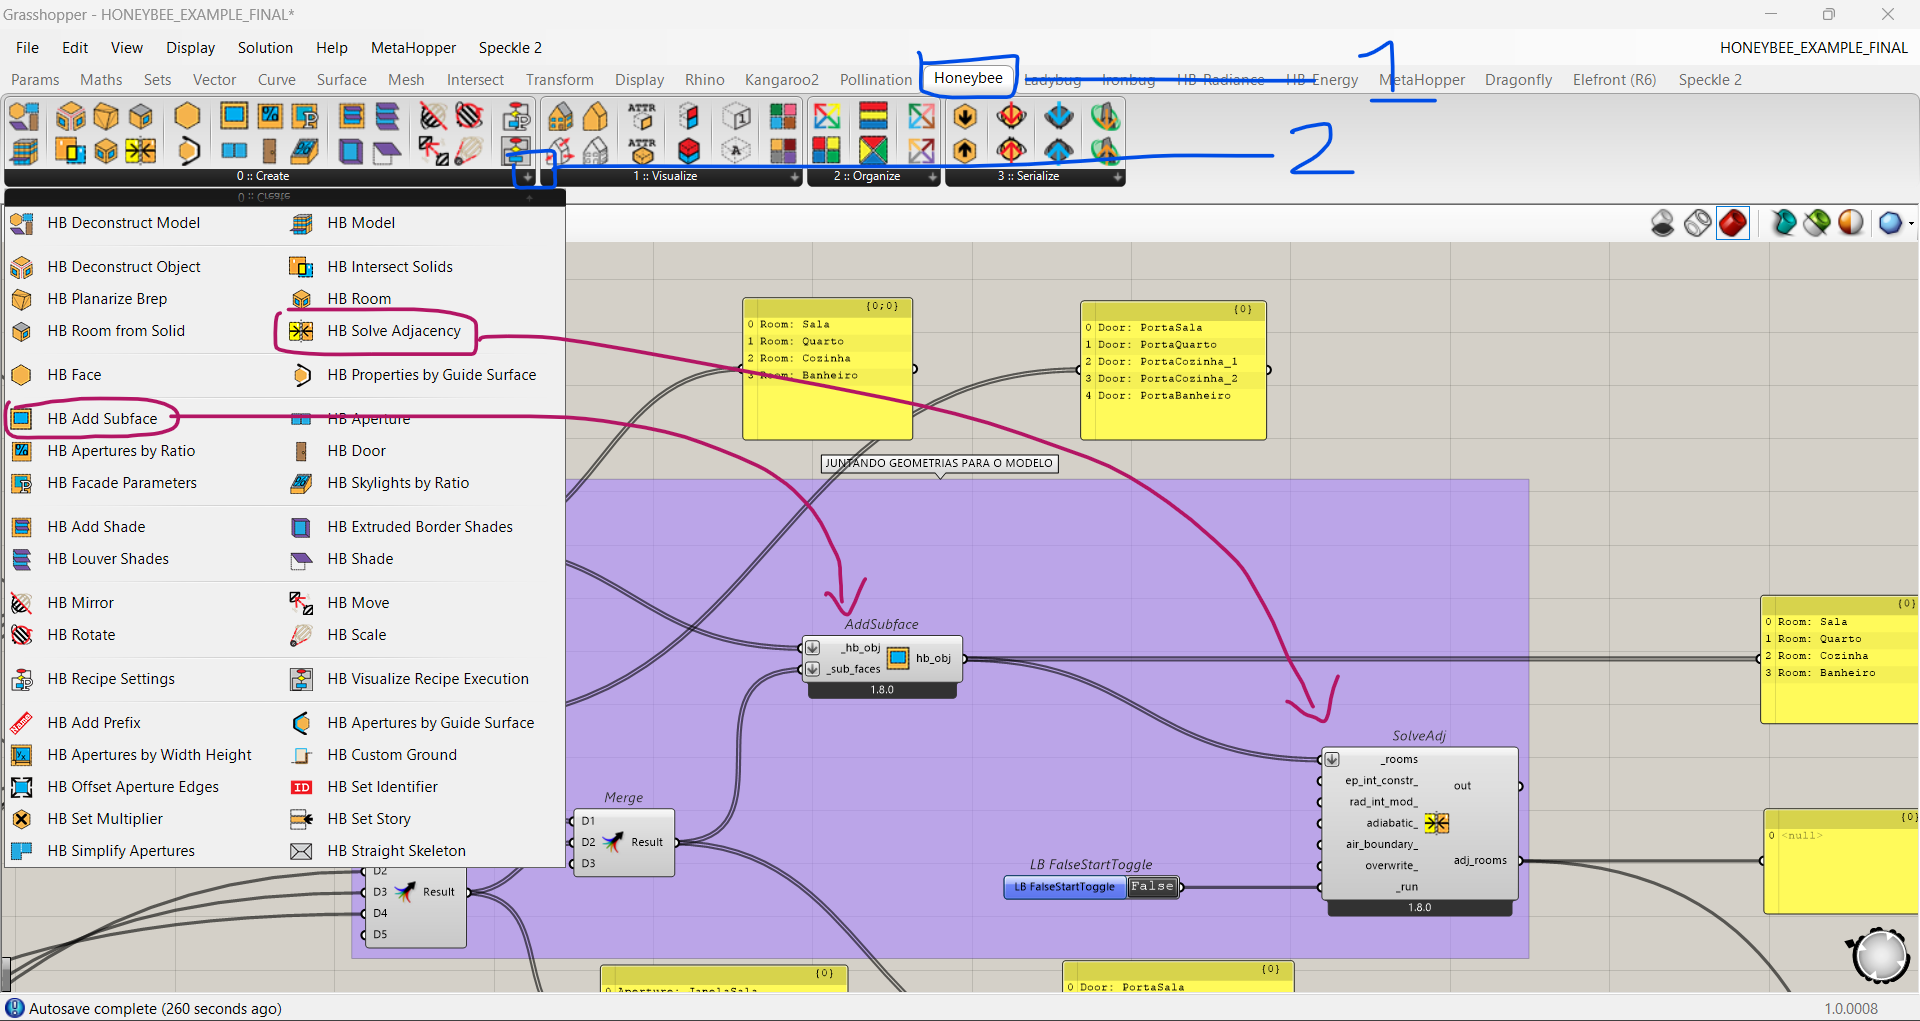 Grasshopper - HONEYBEE_EXAMPLE_FINAL*
File Edit View Display Solution Help MetaHopper Speckle 2
HONEYBEE_EXAMPLE_FINAL
Params Maths Sets Vector Curve Surface Mesh Intersect Transform Display Rhino Kangaroo2 Pollination Honeybee Ladybug Ironbug HB-Radiance HB-Energy MetaHopper Dragonfly Elefront (R6) Speckle 2
1
2
ATTR
ATTR
0 :: Create
1 :: Visualize
2 :: Organize
3 :: Serialize
0 :: Create
HB Deconstruct Model
HB Model
HB Deconstruct Object
HB Intersect Solids
HB Planarize Brep
HB Room
HB Room from Solid
HB Solve Adjacency
HB Face
HB Properties by Guide Surface
HB Add Subface
HB Aperture
HB Apertures by Ratio
HB Door
HB Facade Parameters
HB Skylights by Ratio
HB Add Shade
HB Extruded Border Shades
HB Louver Shades
HB Shade
HB Mirror
HB Move
HB Rotate
HB Scale
HB Recipe Settings
HB Visualize Recipe Execution
HB Add Prefix
HB Apertures by Guide Surface
HB Apertures by Width Height
HB Custom Ground
HB Offset Aperture Edges
ID
HB Set Identifier
HB Set Multiplier
HB Set Story
HB Simplify Apertures
HB Straight Skeleton
{0;0}
0 Room: Sala
1 Room: Quarto
2 Room: Cozinha
3 Room: Banheiro
{0}
0 Door: PortaSala
1 Door: PortaQuarto
2 Door: PortaCozinha_1
3 Door: PortaCozinha_2
4 Door: PortaBanheiro
JUNTANDO GEOMETRIAS PARA O MODELO
AddSubface
_hb_obj
_sub_faces
hb_obj
1.8.0
{0}
0 Room: Sala
1 Room: Quarto
2 Room: Cozinha
3 Room: Banheiro
SolveAdj
_rooms
ep_int_constr_
rad_int_mod_
adiabatic_
air_boundary_
overwrite_
_run
out
adj_rooms
1.8.0
Merge
D1
D2
D3
Result
LB FalseStartToggle
LB FalseStartToggle False
{0}
0 <null>
D2
D3
D4
D5
Result
{0}
0 Aperture: JanelaSala
{0}
0 Door: PortaSala
Autosave complete (260 seconds ago)
1.0.0008